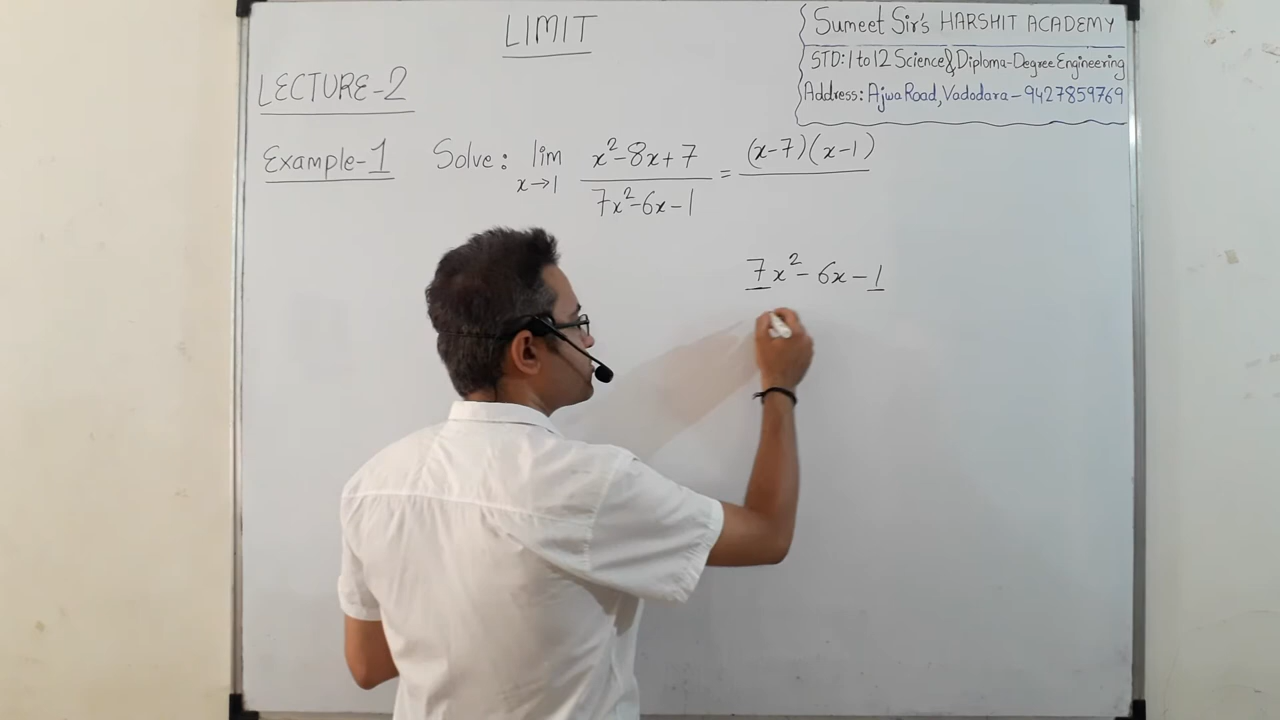 LIMIT
Sumeet Sir's HARSHIT ACADEMY
STD: 1 to 12 Science & Diploma-Degree Engineering
Address: Ajwa Road, Vadodara - 9427859769
LECTURE-2
Example-1 Solve: lim x→1 (x²-8x+7)/(7x²-6x-1) = (x-7)(x-1)
7x²-6x-1